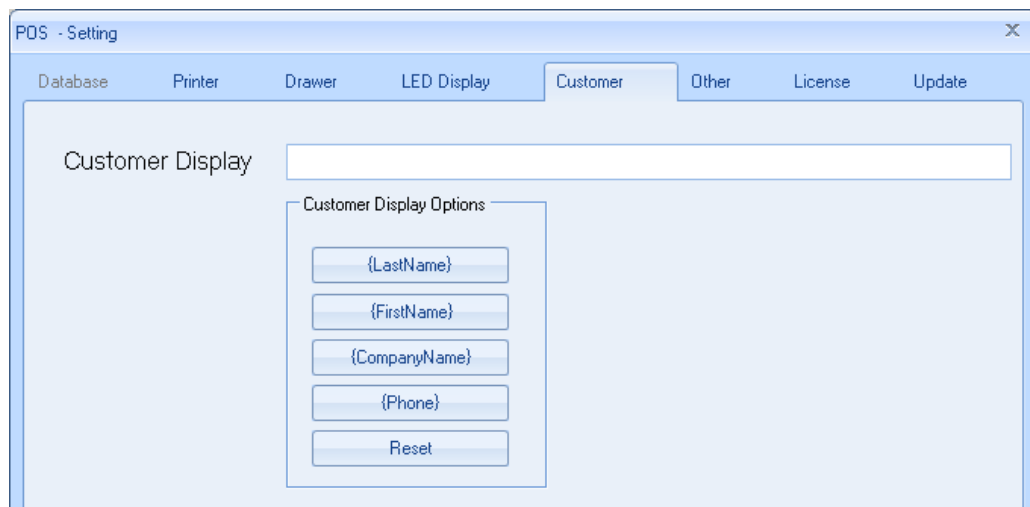 POS - Setting X
Database Printer Drawer LED Display Customer Other License Update
Customer Display
Customer Display Options
{LastName}
{FirstName}
{CompanyName}
{Phone}
Reset